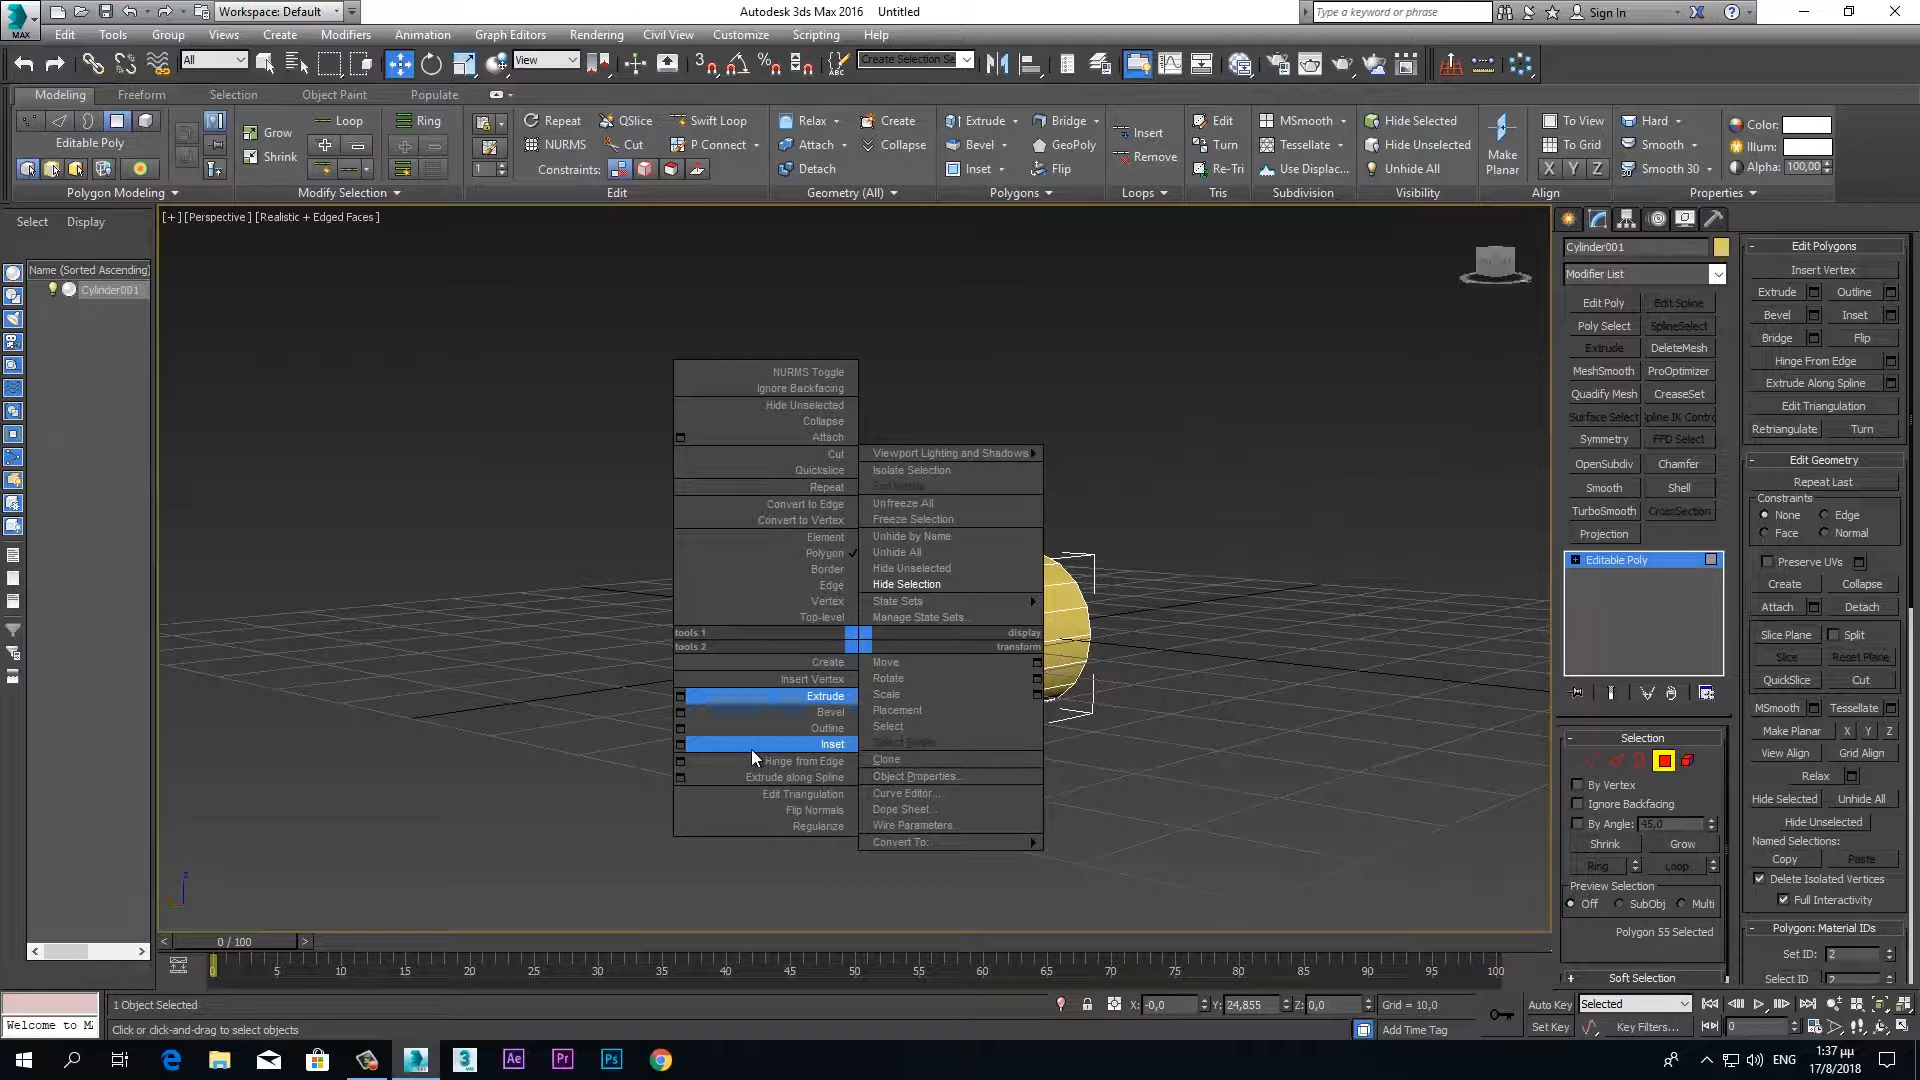 MAX
Workspace: Default
Autodesk 3ds Max 2016 Untitled
Type a keyword or phrase
Sign In
Edit Tools Group Views Create Modifiers Animation Graph Editors Rendering Civil View Customize Scripting Help
All
View
Create Selection Se
Modeling Freeform Selection Object Paint Populate
Editable Poly
Polygon Modeling
Grow
Shrink
Loop
Ring
Modify Selection
1
Repeat QSlice Swift Loop
NURMS Cut P Connect
Constraints:
Edit
Relax Create
Attach Collapse
Detach
Geometry (All)
Extrude Bridge
Bevel GeoPoly
Inset Flip
Polygons
Insert
Remove
Loops
Edit
Turn
Re-Tri
Tris
MSmooth
Tessellate
Use Displac...
Subdivision
Hide Selected
Hide Unselected
Unhide All
Visibility
Make
Planar
To View
To Grid
X Y Z
Align
Hard
Smooth
Smooth 30
Color:
Illum:
Alpha: 100,00
Properties
Select Display
Name (Sorted Ascending)
Cylinder001
[+] [Perspective] [Realistic + Edged Faces]
NURMS Toggle
Ignore Backfacing
Hide Unselected
Collapse
Attach
Cut
Quickslice
Repeat
Convert to Edge
Convert to Vertex
Element
Polygon
Border
Edge
Vertex
Top-level
tools 1
tools 2
Create
Insert Vertex
Extrude
Bevel
Outline
Inset
Hinge from Edge
Extrude along Spline
Edit Triangulation
Flip Normals
Regularize
Viewport Lighting and Shadows
Isolate Selection
Unfreeze All
Freeze Selection
Unhide by Name
Unhide All
Hide Unselected
Hide Selection
State Sets
Manage State Sets...
display
transform
Move
Rotate
Scale
Placement
Select
Select Similar
Clone
Object Properties...
Curve Editor...
Dope Sheet...
Wire Parameters...
Convert To:
z
Cylinder001
Modifier List
Edit Poly Edit Spline
Poly Select SplineSelect
Extrude DeleteMesh
MeshSmooth ProOptimizer
Quadify Mesh CreaseSet
Surface Select Spline IK Contro
Symmetry FFD Select
OpenSubdiv Chamfer
Smooth Shell
TurboSmooth CrossSection
Projection
Editable Poly
Selection
By Vertex
Ignore Backfacing
By Angle: 45,0
Shrink Grow
Ring Loop
Preview Selection
Off SubObj Multi
Polygon 55 Selected
Soft Selection
Edit Polygons
Insert Vertex
Extrude Outline
Bevel Inset
Bridge Flip
Hinge From Edge
Extrude Along Spline
Edit Triangulation
Retriangulate Turn
Edit Geometry
Repeat Last
Constraints
None Edge
Face Normal
Preserve UVs
Create Collapse
Attach Detach
Slice Plane Split
Slice Reset Plane
QuickSlice Cut
MSmooth Tessellate
Make Planar X Y Z
View Align Grid Align
Relax
Hide Selected Unhide All
Hide Unselected
Named Selections:
Copy Paste
Delete Isolated Vertices
Full Interactivity
Polygon: Material IDs
Set ID: 2
Select ID 2
0 / 100
0 5 10 15 20 25 30 35 40 45 50 55 60 65 70 75 80 85 90 95 100
1 Object Selected
X: -0,0 Y: 24,855 Z: 0,0 Grid = 10,0
Auto Key Selected
Welcome to M
Click or click-and-drag to select objects
Add Time Tag
Set Key Key Filters... 0
Ae Pr Ps
ENG
1:37 μμ
17/8/2018